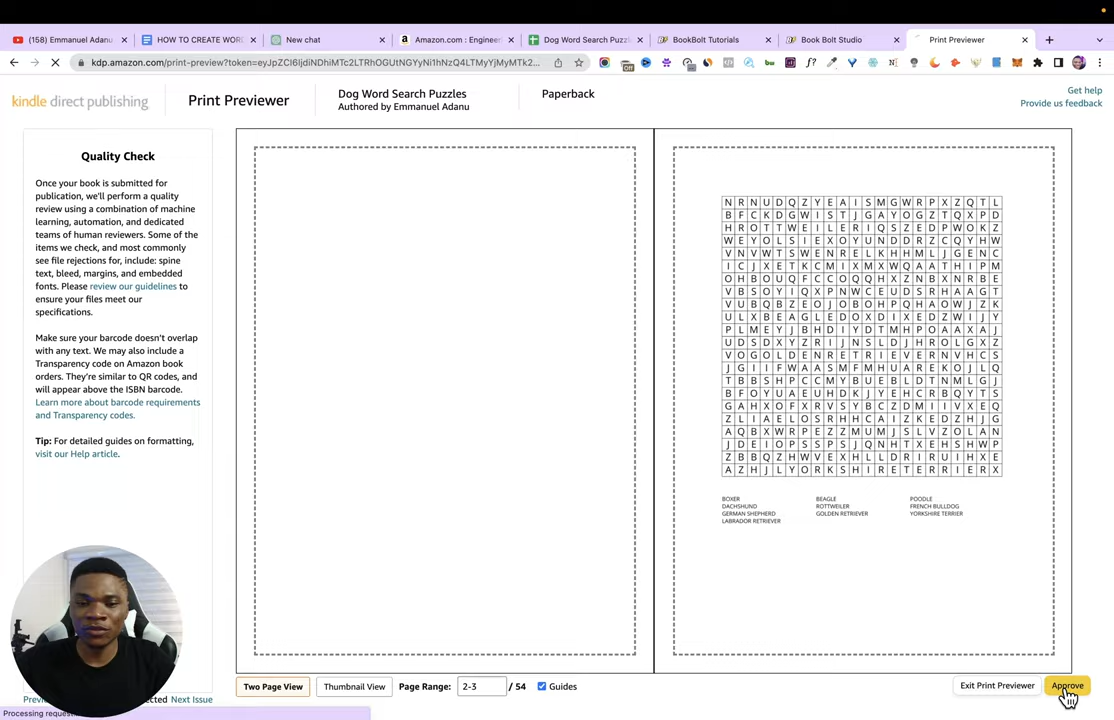 (158) Emmanuel Adanu
HOW TO CREATE WOR
New chat
Amazon.com : Engineer
Dog Word Search Puzzle
BookBolt Tutorials
Book Bolt Studio
Print Previewer
kindle direct publishing
Print Previewer
Dog Word Search Puzzles
Authored by Emmanuel Adanu
Paperback
Get help
Provide us feedback
Quality Check
Once your book is submitted for
publication, we'll perform a quality
review using a combination of machine
learning, automation, and dedicated
teams of human reviewers. Some of the
items we check, and most commonly
see file rejections for, include: spine
text, bleed, margins, and embedded
fonts. Please review our guidelines to
ensure your files meet our
specifications.
Make sure your barcode doesn't overlap
with any text. We may also include a
Transparency code on Amazon book
orders. They're similar to QR codes, and
will appear above the ISBN barcode.
Learn more about barcode requirements
and Transparency codes.
Tip: For detailed guides on formatting,
visit our Help article.
N R N U D Q Z Y E A I S M G W R P X Z Q T L
B F C K D G W I S T J G A Y O G Z T Q X P D
H R O T T W E I L E R I Q S Z E D P W O K Z
W E Y O L S I E X O Y U N D D R Z C Q Y H W
V N V W T S W E N R E L K H H M L J G E N C
I C J X E T K C M I X M X W Q A A T H I P M
O H B O U Q F C C O Q Q H X Z N B X N R B E
V B S O Y I Q X P N W C E U D S R H A A G T
V U B Q B Z E O J O B O H P Q H A O W J Z K
U L X B E A G L E D O X D I X E D Z W I J Y
P L M E Y J B H D I Y D T M H P O A A X A J
U D S D X Y Z R I J N S L D J H R O L G X Z
V O G O L D E N R E T R I E V E R N V H C S
J G I I F W A A S M F M H U A R E K O J L Q
T B B S H P C C M Y B U E B L D T N M L G J
B F O Y U A E U H D K J Y E H C R B Q Y T S
G A H X O F X R V S Y B C Z D M I I V X E Q
Z L I A E L O S R H H C A I Z K E D Z H J G
A Q B X W R P E Z Z M U M J S L V Z O L A N
J D E I O P S S P S J Q N H T X E H S H W P
Z B B Q Z H W V E X H L L D R I R U I H X E
A Z H J L Y O R K S H I R E T E R R I E R X
BOXER BEAGLE POODLE
DACHSHUND ROTTWEILER FRENCH BULLDOG
GERMAN SHEPHERD GOLDEN RETRIEVER YORKSHIRE TERRIER
LABRADOR RETRIEVER
Two Page View
Thumbnail View
Page Range: 2-3 / 54
Guides
Exit Print Previewer
Approve
Next Issue